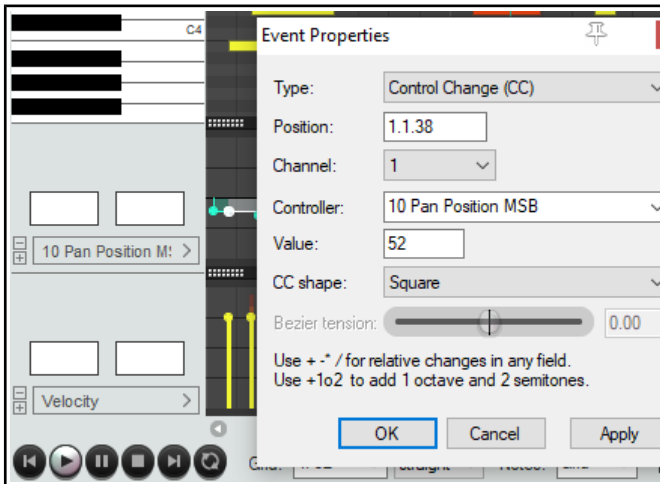 C4
Event Properties
Type: Control Change (CC)
Position: 1.1.38
Channel: 1
Controller: 10 Pan Position MSB
Value: 52
CC shape: Square
Bezier tension: 0.00
Use + -* / for relative changes in any field.
Use +1o2 to add 1 octave and 2 semitones.
OK Cancel Apply
10 Pan Position M
Velocity